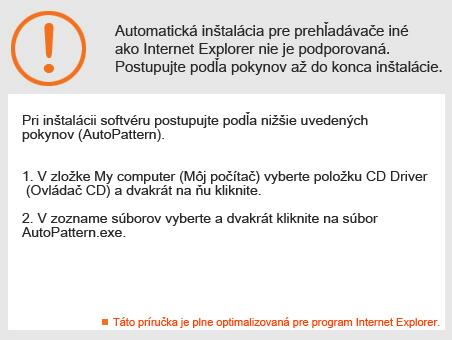 Automatická inštalácia pre prehľadávače iné
ako Internet Explorer nie je podporovaná.
Postupujte podľa pokynov až do konca inštalácie.
Pri inštalácii softvéru postupujte podľa nižšie uvedených
pokynov (AutoPattern).
1. V zložke My computer (Môj počítač) vyberte položku CD Driver
(Ovládač CD) a dvakrát na ňu kliknite.
2. V zozname súborov vyberte a dvakrát kliknite na súbor
AutoPattern.exe.
Táto príručka je plne optimalizovaná pre program Internet Explorer.